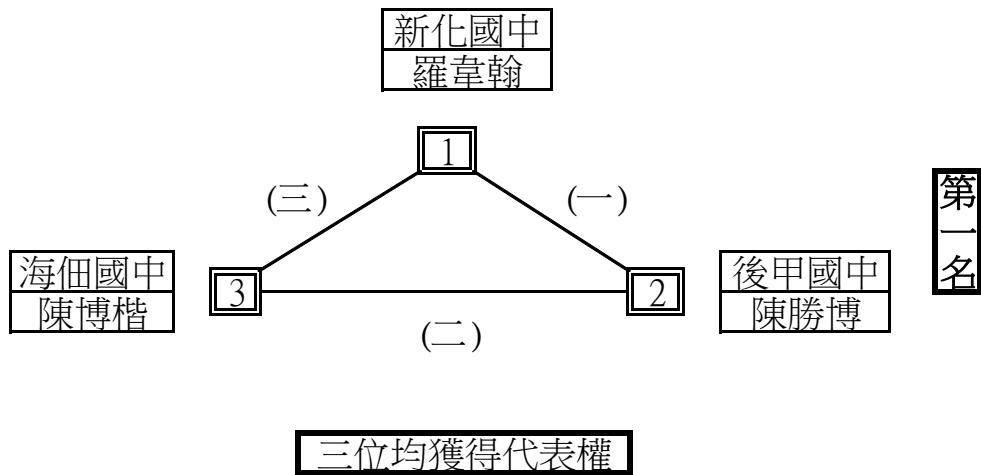 新化國中
羅韋翰
1
(三)
(一)
第一名
海佃國中
陳博楷
3
2
後甲國中
陳勝博
(二)
三位均獲得代表權